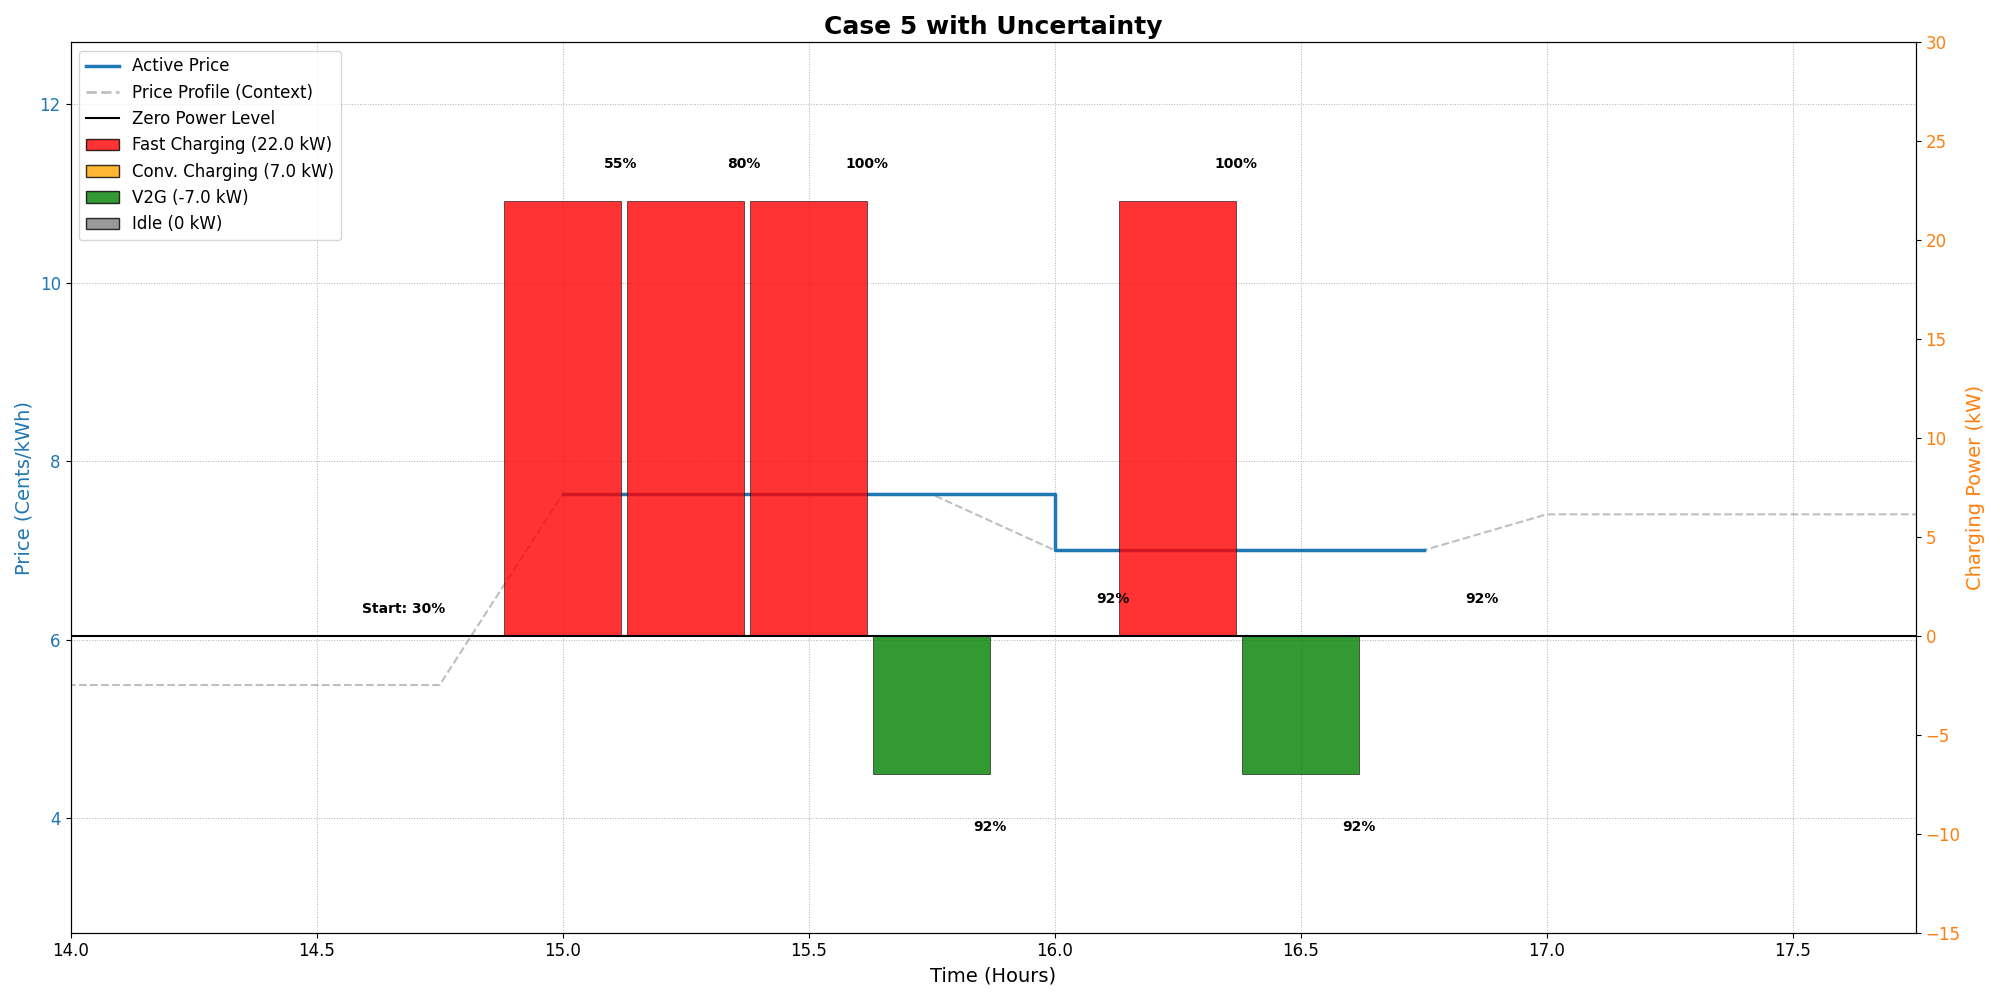 Case 5 with Uncertainty
Active Price
Price Profile (Context)
Zero Power Level
Fast Charging (22.0 kW)
Conv. Charging (7.0 kW)
V2G (-7.0 kW)
Idle (0 kW)
55%
80%
100%
100%
Start: 30%
92%
92%
92%
92%
Price (Cents/kWh)
12
10
8
6
4
Charging Power (kW)
30
25
20
15
10
5
0
−5
−10
−15
14.0
14.5
15.0
15.5
16.0
16.5
17.0
17.5
Time (Hours)